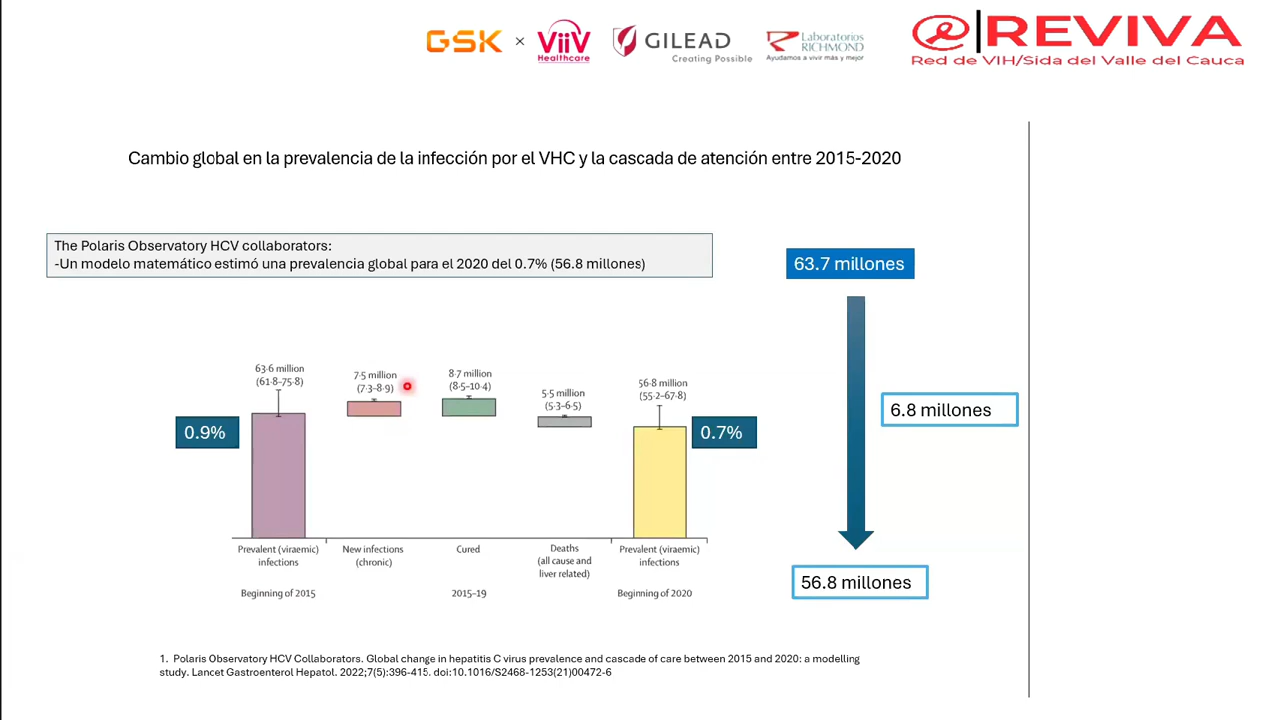 GSK × ViiV Healthcare GILEAD Creating Possible Laboratorios RICHMOND Ayudamos a vivir más y mejor
REVIVA
Red de VIH/Sida del Valle del Cauca
Cambio global en la prevalencia de la infección por el VHC y la cascada de atención entre 2015-2020
The Polaris Observatory HCV collaborators:
-Un modelo matemático estimó una prevalencia global para el 2020 del 0.7% (56.8 millones)
63.7 millones
6.8 millones
56.8 millones
63·6 million
(61·8–75·8)
7·5 million
(7·3–8·9)
8·7 million
(8·5–10·4)
5·5 million
(5·3–6·5)
56·8 million
(55·2–67·8)
0.9%
0.7%
Prevalent (viraemic)
infections
New infections
(chronic)
Cured
Deaths
(all cause and
liver related)
Prevalent (viraemic)
infections
Beginning of 2015
2015–19
Beginning of 2020
1. Polaris Observatory HCV Collaborators. Global change in hepatitis C virus prevalence and cascade of care between 2015 and 2020: a modelling
study. Lancet Gastroenterol Hepatol. 2022;7(5):396-415. doi:10.1016/S2468-1253(21)00472-6